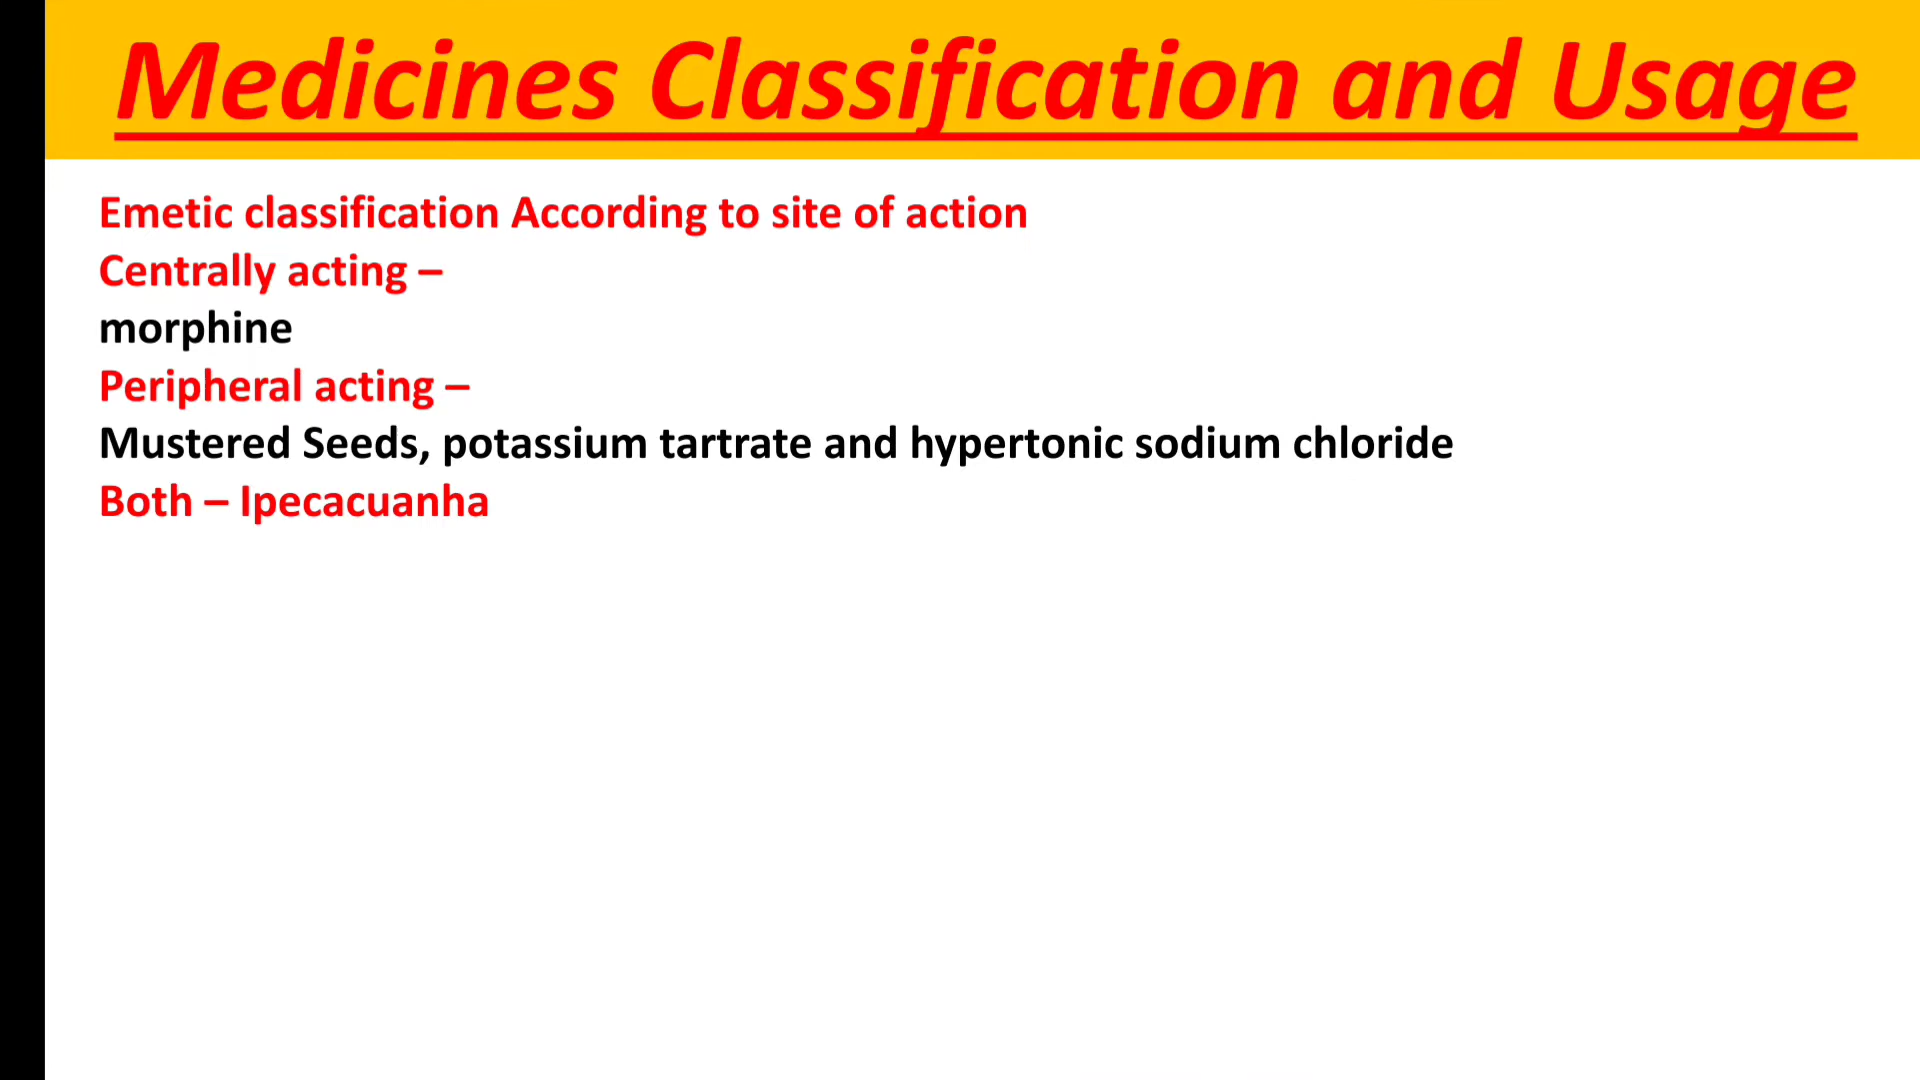 Medicines Classification and Usage
Emetic classification According to site of action
Centrally acting –
morphine
Peripheral acting –
Mustered Seeds, potassium tartrate and hypertonic sodium chloride
Both – Ipecacuanha